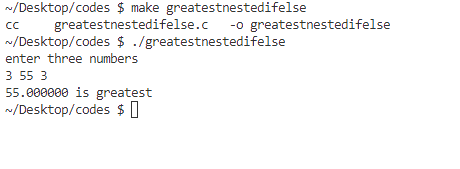 ~/Desktop/codes $ make greatestnestedifelse
cc     greatestnestedifelse.c   -o greatestnestedifelse
~/Desktop/codes $ ./greatestnestedifelse
enter three numbers
3 55 3
55.000000 is greatest
~/Desktop/codes $